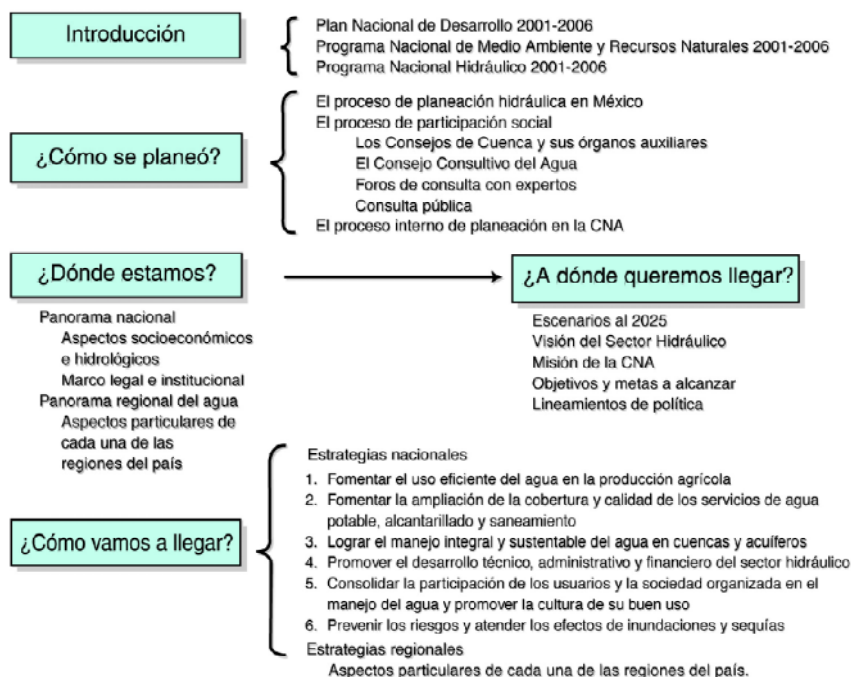 Introducción
Plan Nacional de Desarrollo 2001-2006
Programa Nacional de Medio Ambiente y Recursos Naturales 2001-2006
Programa Nacional Hidráulico 2001-2006
¿Cómo se planeó?
El proceso de planeación hidráulica en México
El proceso de participación social
Los Consejos de Cuenca y sus órganos auxiliares
El Consejo Consultivo del Agua
Foros de consulta con expertos
Consulta pública
El proceso interno de planeación en la CNA
¿Dónde estamos?
Panorama nacional
Aspectos socioeconómicos
e hidrológicos
Marco legal e institucional
Panorama regional del agua
Aspectos particulares de
cada una de las
regiones del país
¿A dónde queremos llegar?
Escenarios al 2025
Visión del Sector Hidráulico
Misión de la CNA
Objetivos y metas a alcanzar
Lineamientos de política
¿Cómo vamos a llegar?
Estrategias nacionales
1. Fomentar el uso eficiente del agua en la producción agrícola
2. Fomentar la ampliación de la cobertura y calidad de los servicios de agua
potable, alcantarillado y saneamiento
3. Lograr el manejo integral y sustentable del agua en cuencas y acuíferos
4. Promover el desarrollo técnico, administrativo y financiero del sector hidráulico
5. Consolidar la participación de los usuarios y la sociedad organizada en el
manejo del agua y promover la cultura de su buen uso
6. Prevenir los riesgos y atender los efectos de inundaciones y sequías
Estrategias regionales
Aspectos particulares de cada una de las regiones del país.